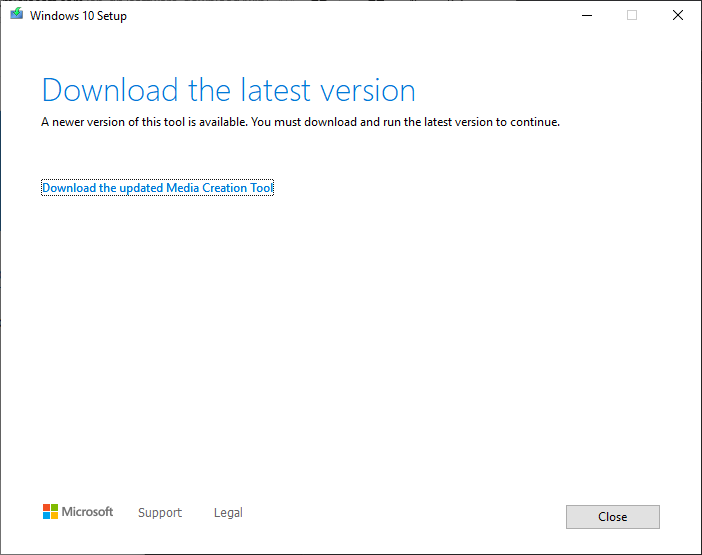 Windows 10 Setup
Download the latest version
A newer version of this tool is available. You must download and run the latest version to continue.
Download the updated Media Creation Tool
Microsoft Support Legal
Close